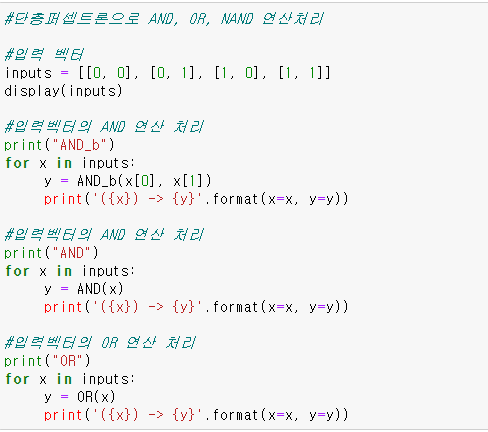 #단층퍼셉트론으로 AND, OR, NAND 연산처리
#입력 벡터
inputs = [[0, 0], [0, 1], [1, 0], [1, 1]]
display(inputs)
#입력벡터의 AND 연산 처리
print("AND_b")
for x in inputs:
    y = AND_b(x[0], x[1])
    print('({x}) -> {y}'.format(x=x, y=y))
#입력벡터의 AND 연산 처리
print("AND")
for x in inputs:
    y = AND(x)
    print('({x}) -> {y}'.format(x=x, y=y))
#입력벡터의 OR 연산 처리
print("OR")
for x in inputs:
    y = OR(x)
    print('({x}) -> {y}'.format(x=x, y=y))